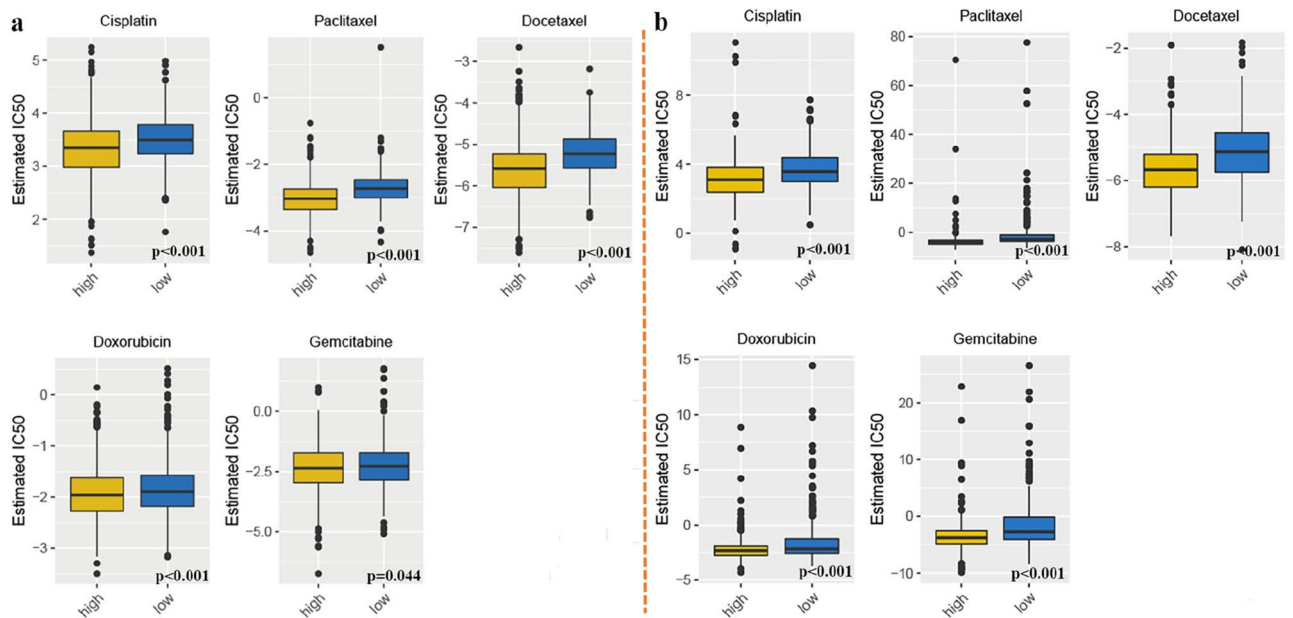 a
Cisplatin
Estimated IC50
5
4
3
2
p<0.001
high
low
Paclitaxel
Estimated IC50
0
−2
−4
p<0.001
high
low
Docetaxel
Estimated IC50
−3
−4
−5
−6
−7
p<0.001
high
low
Doxorubicin
Estimated IC50
0
−1
−2
−3
p<0.001
high
low
Gemcitabine
Estimated IC50
0.0
−2.5
−5.0
p=0.044
high
low
b
Cisplatin
Estimated IC50
8
4
0
p<0.001
high
low
Paclitaxel
Estimated IC50
80
60
40
20
0
p<0.001
high
low
Docetaxel
Estimated IC50
−2
−4
−6
−8
p<0.001
high
low
Doxorubicin
Estimated IC50
15
10
5
0
−5
p<0.001
high
low
Gemcitabine
Estimated IC50
20
10
0
−10
p<0.001
high
low